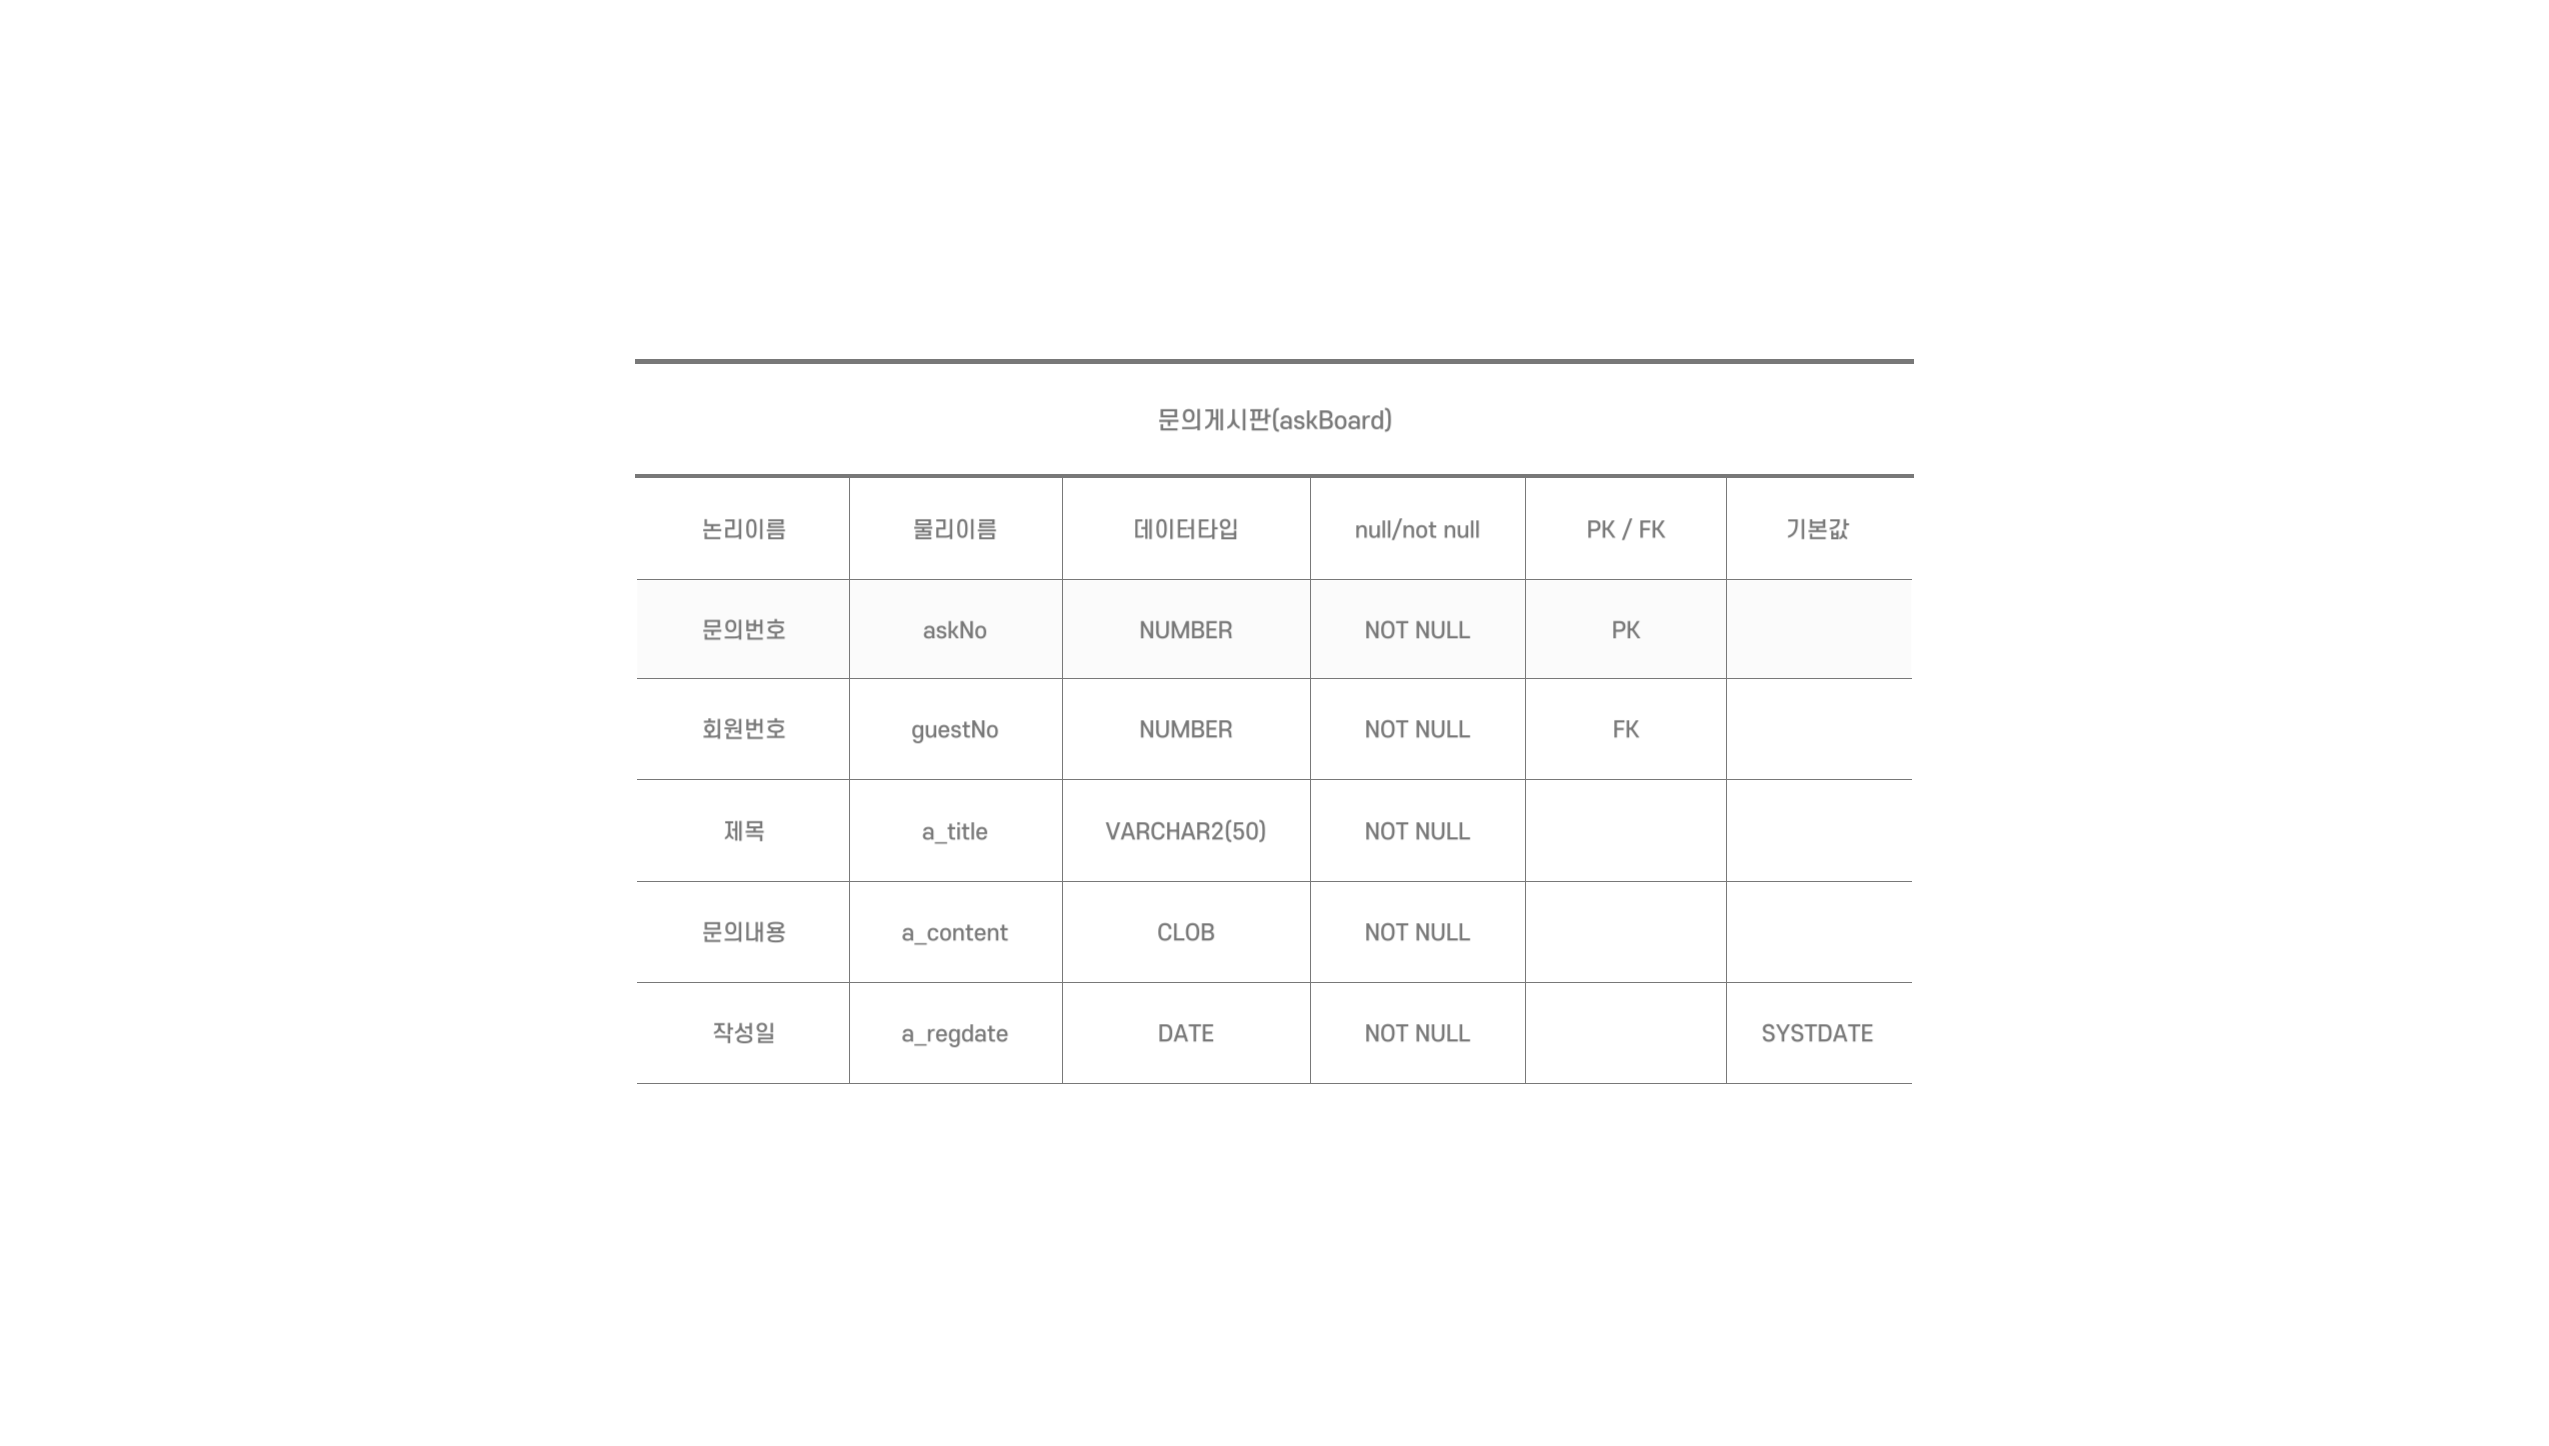 문의게시판(askBoard)
논리이름 물리이름 데이터타입 null/not null PK / FK 기본값
문의번호 askNo NUMBER NOT NULL PK
회원번호 guestNo NUMBER NOT NULL FK
제목 a_title VARCHAR2(50) NOT NULL
문의내용 a_content CLOB NOT NULL
작성일 a_regdate DATE NOT NULL SYSTDATE